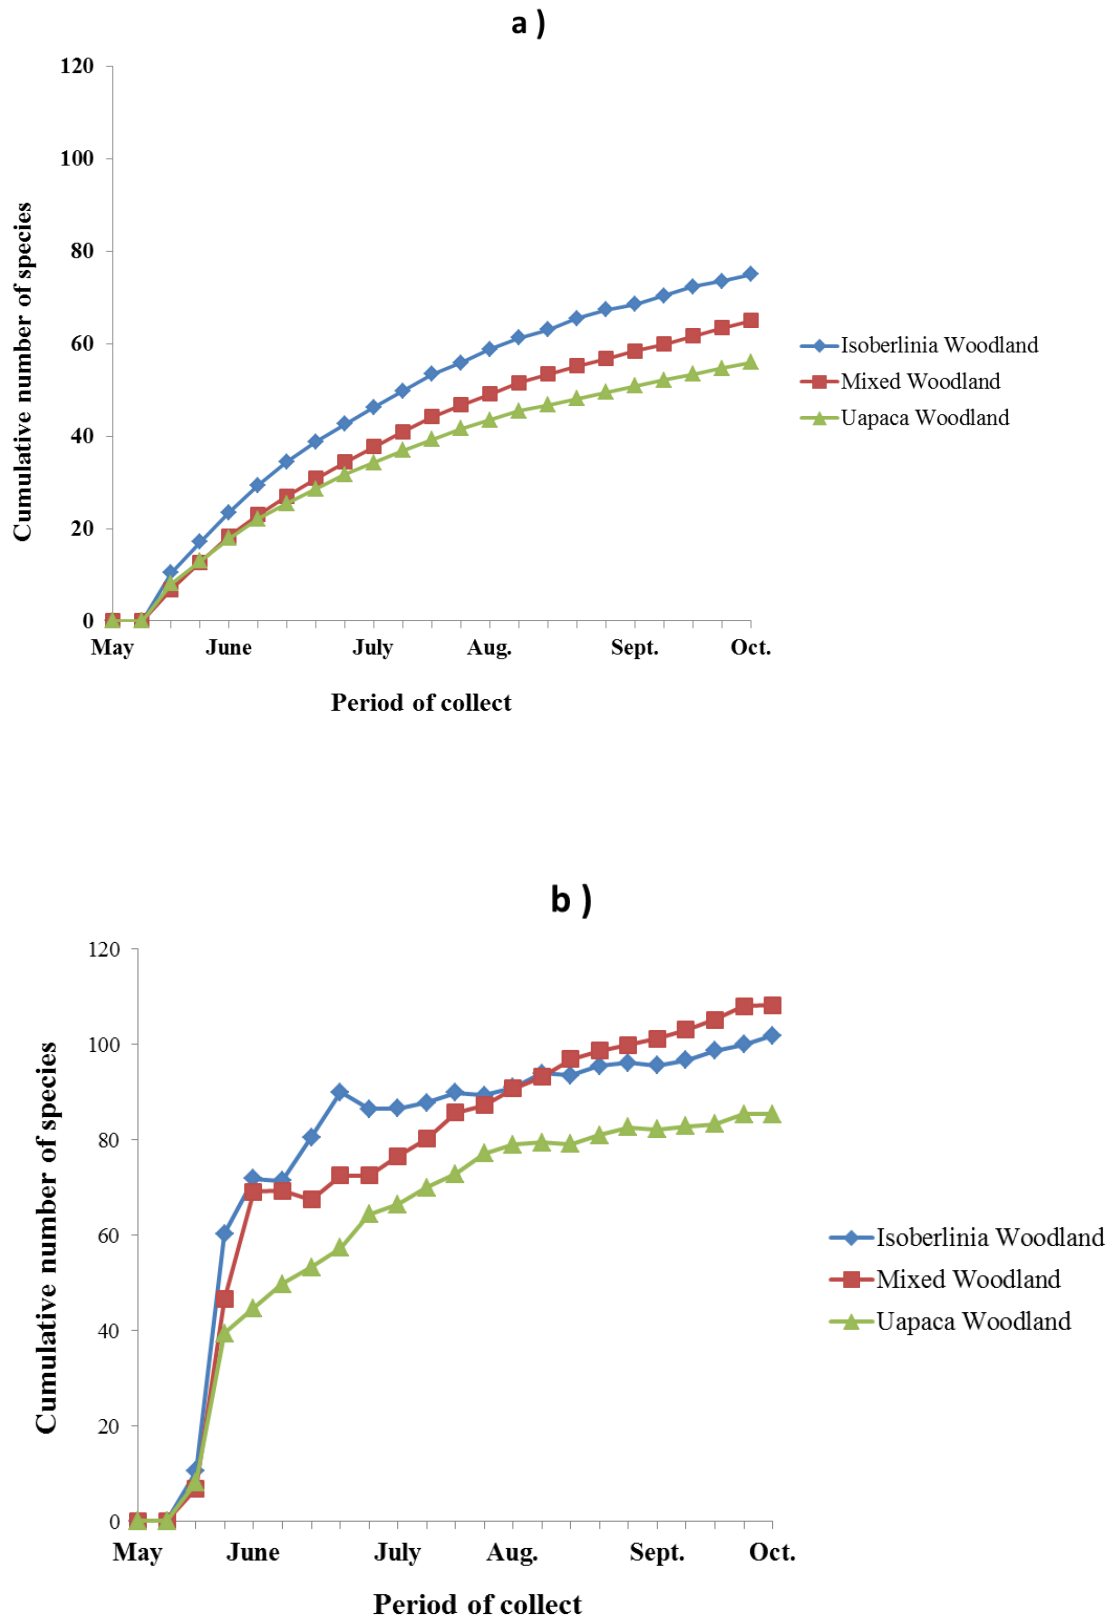 a )
120
100
80
60
40
20
0
Cumulative number of species
May June July Aug. Sept. Oct.
Period of collect
Isoberlinia Woodland
Mixed Woodland
Uapaca Woodland
b )
120
100
80
60
40
20
0
Cumulative number of species
May June July Aug. Sept. Oct.
Period of collect
Isoberlinia Woodland
Mixed Woodland
Uapaca Woodland